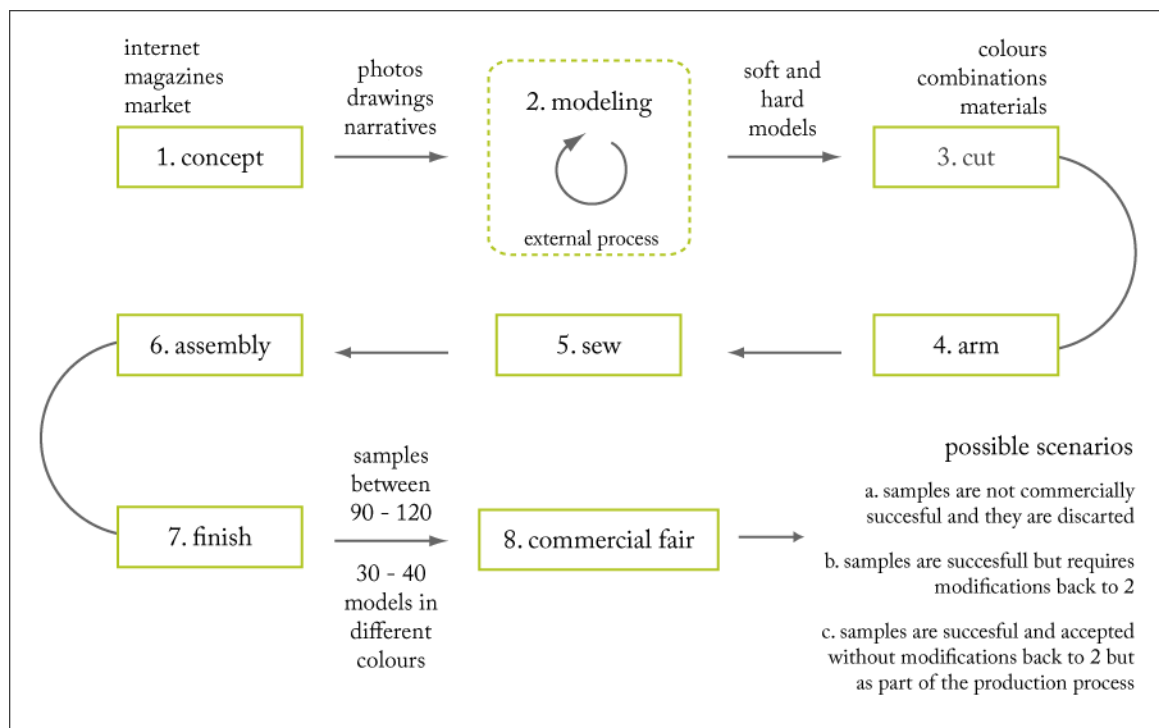 internet
magazines
market
1. concept
photos
drawings
narratives
2. modeling
external process
soft and
hard
models
colours
combinations
materials
3. cut
4. arm
5. sew
6. assembly
7. finish
samples
between
90 - 120
30 - 40
models in
different
colours
8. commercial fair
possible scenarios
a. samples are not commercially
succesful and they are discarted
b. samples are succesfull but requires
modifications back to 2
c. samples are succesful and accepted
without modifications back to 2 but
as part of the production process